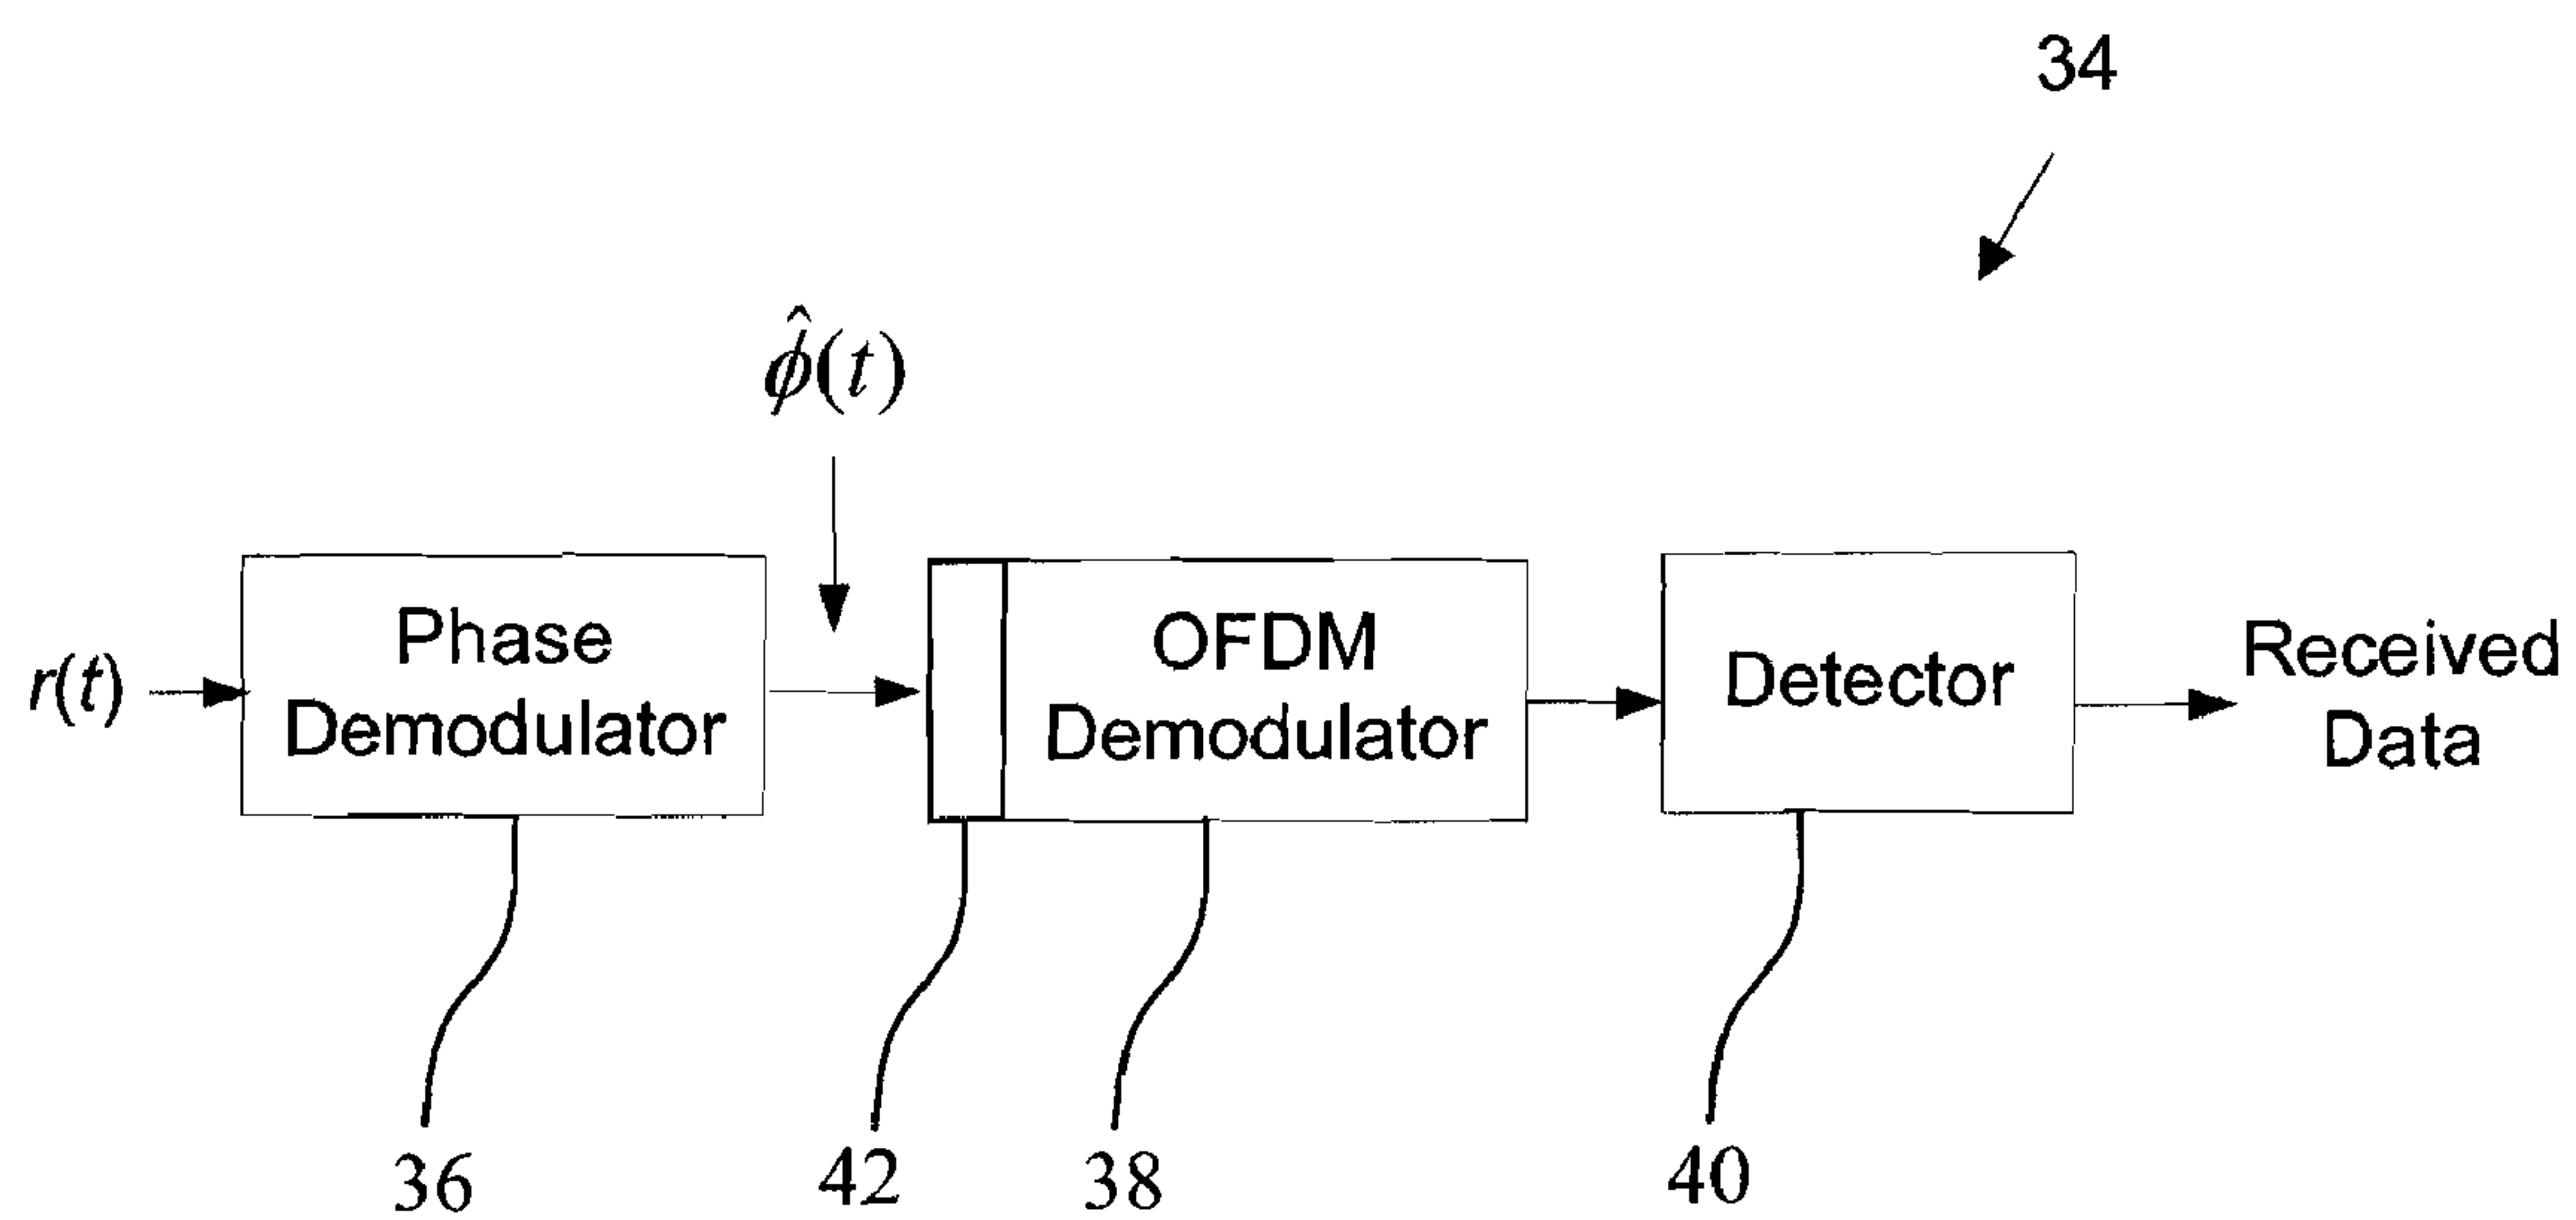 34
ϕ̂(t)
r(t)
Phase
Demodulator
OFDM
Demodulator
Detector
Received
Data
36
42
38
40